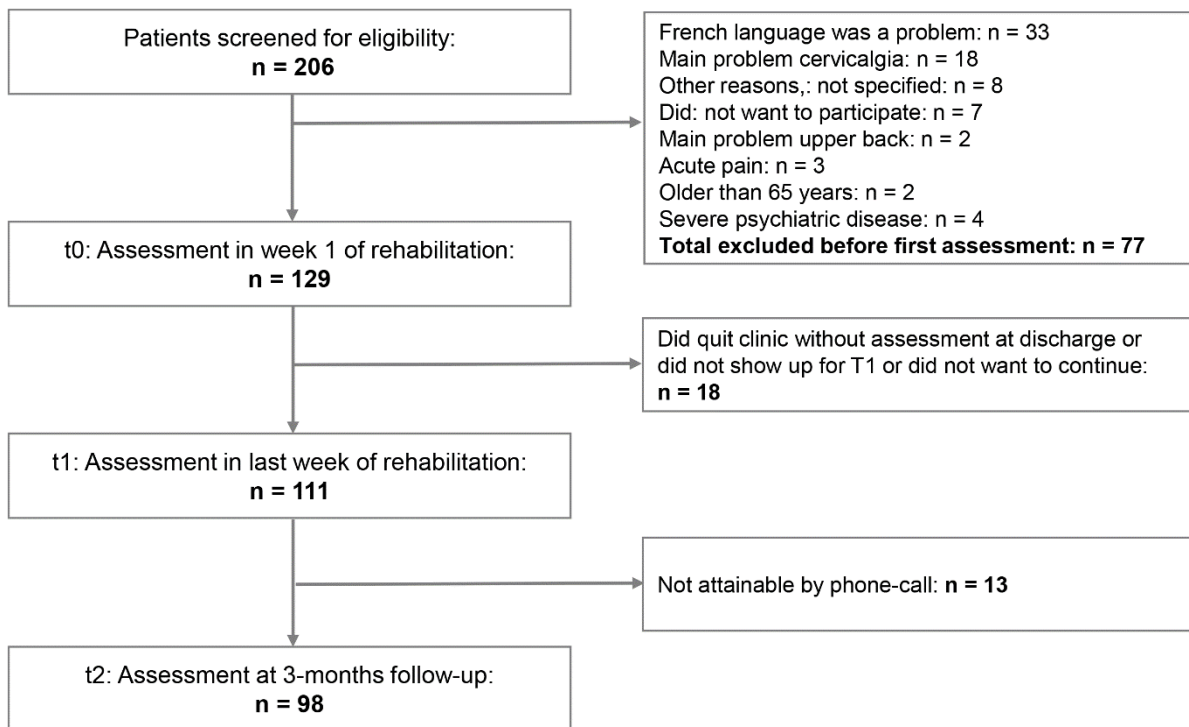 Patients screened for eligibility:
n = 206
French language was a problem: n = 33
Main problem cervicalgia: n = 18
Other reasons,: not specified: n = 8
Did: not want to participate: n = 7
Main problem upper back: n = 2
Acute pain: n = 3
Older than 65 years: n = 2
Severe psychiatric disease: n = 4
Total excluded before first assessment: n = 77
t0: Assessment in week 1 of rehabilitation:
n = 129
Did quit clinic without assessment at discharge or
did not show up for T1 or did not want to continue:
n = 18
t1: Assessment in last week of rehabilitation:
n = 111
Not attainable by phone-call: n = 13
t2: Assessment at 3-months follow-up:
n = 98